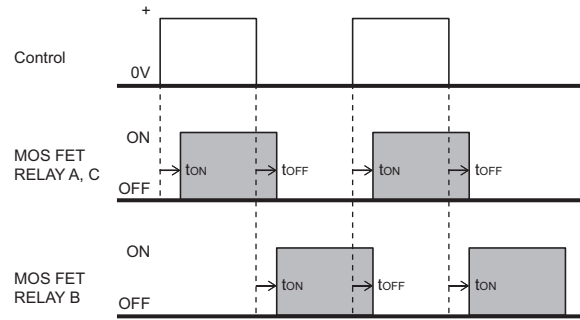 +
Control
0V
ON
MOS FET
RELAY A, C
tON
tOFF
tON
tOFF
OFF
ON
MOS FET
RELAY B
tON
tOFF
tON
OFF